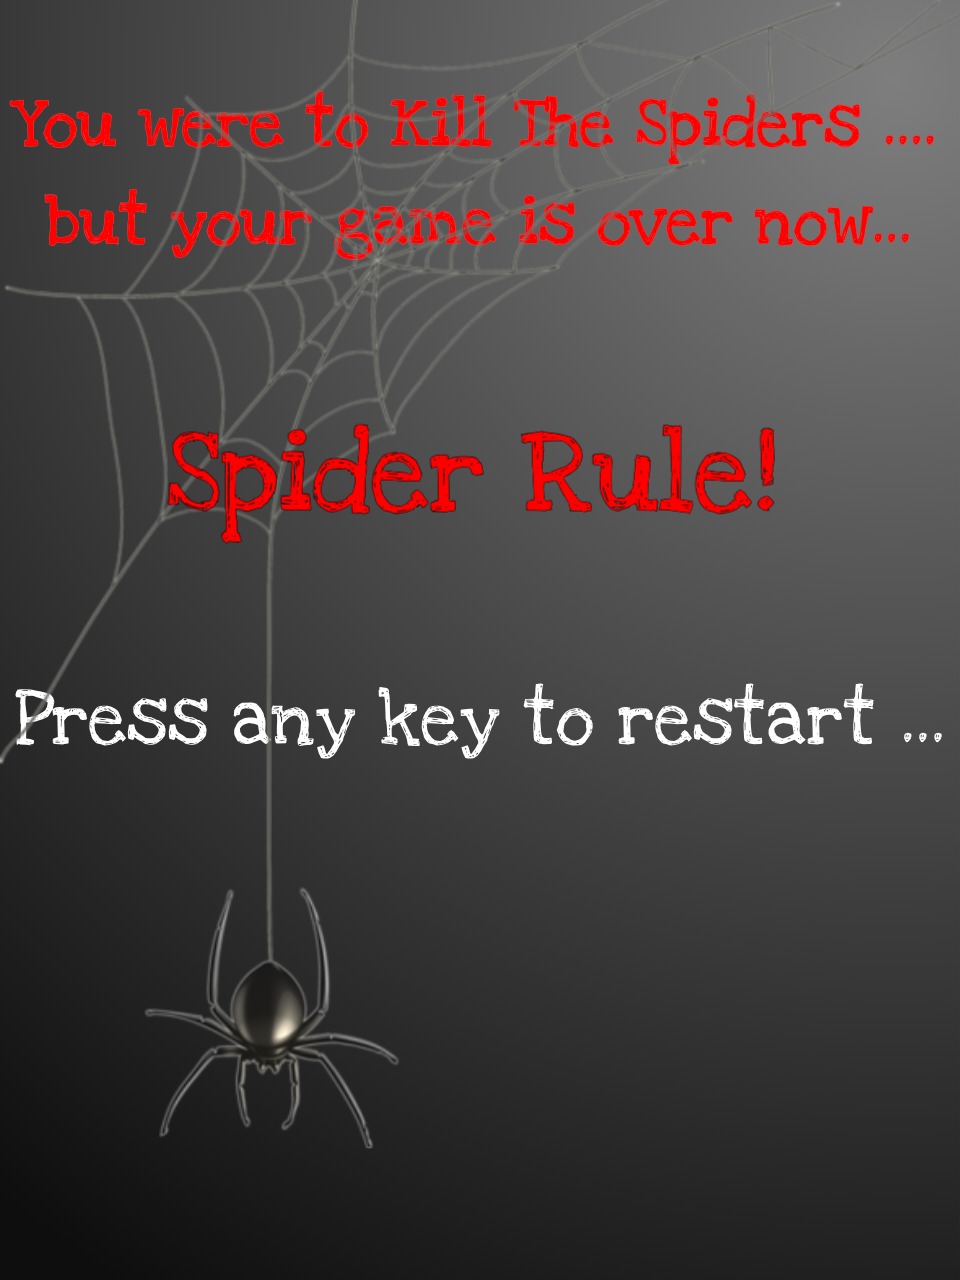 You were to Kill The Spiders ....
but your game is over now...
Spider Rule!
Press any key to restart ...